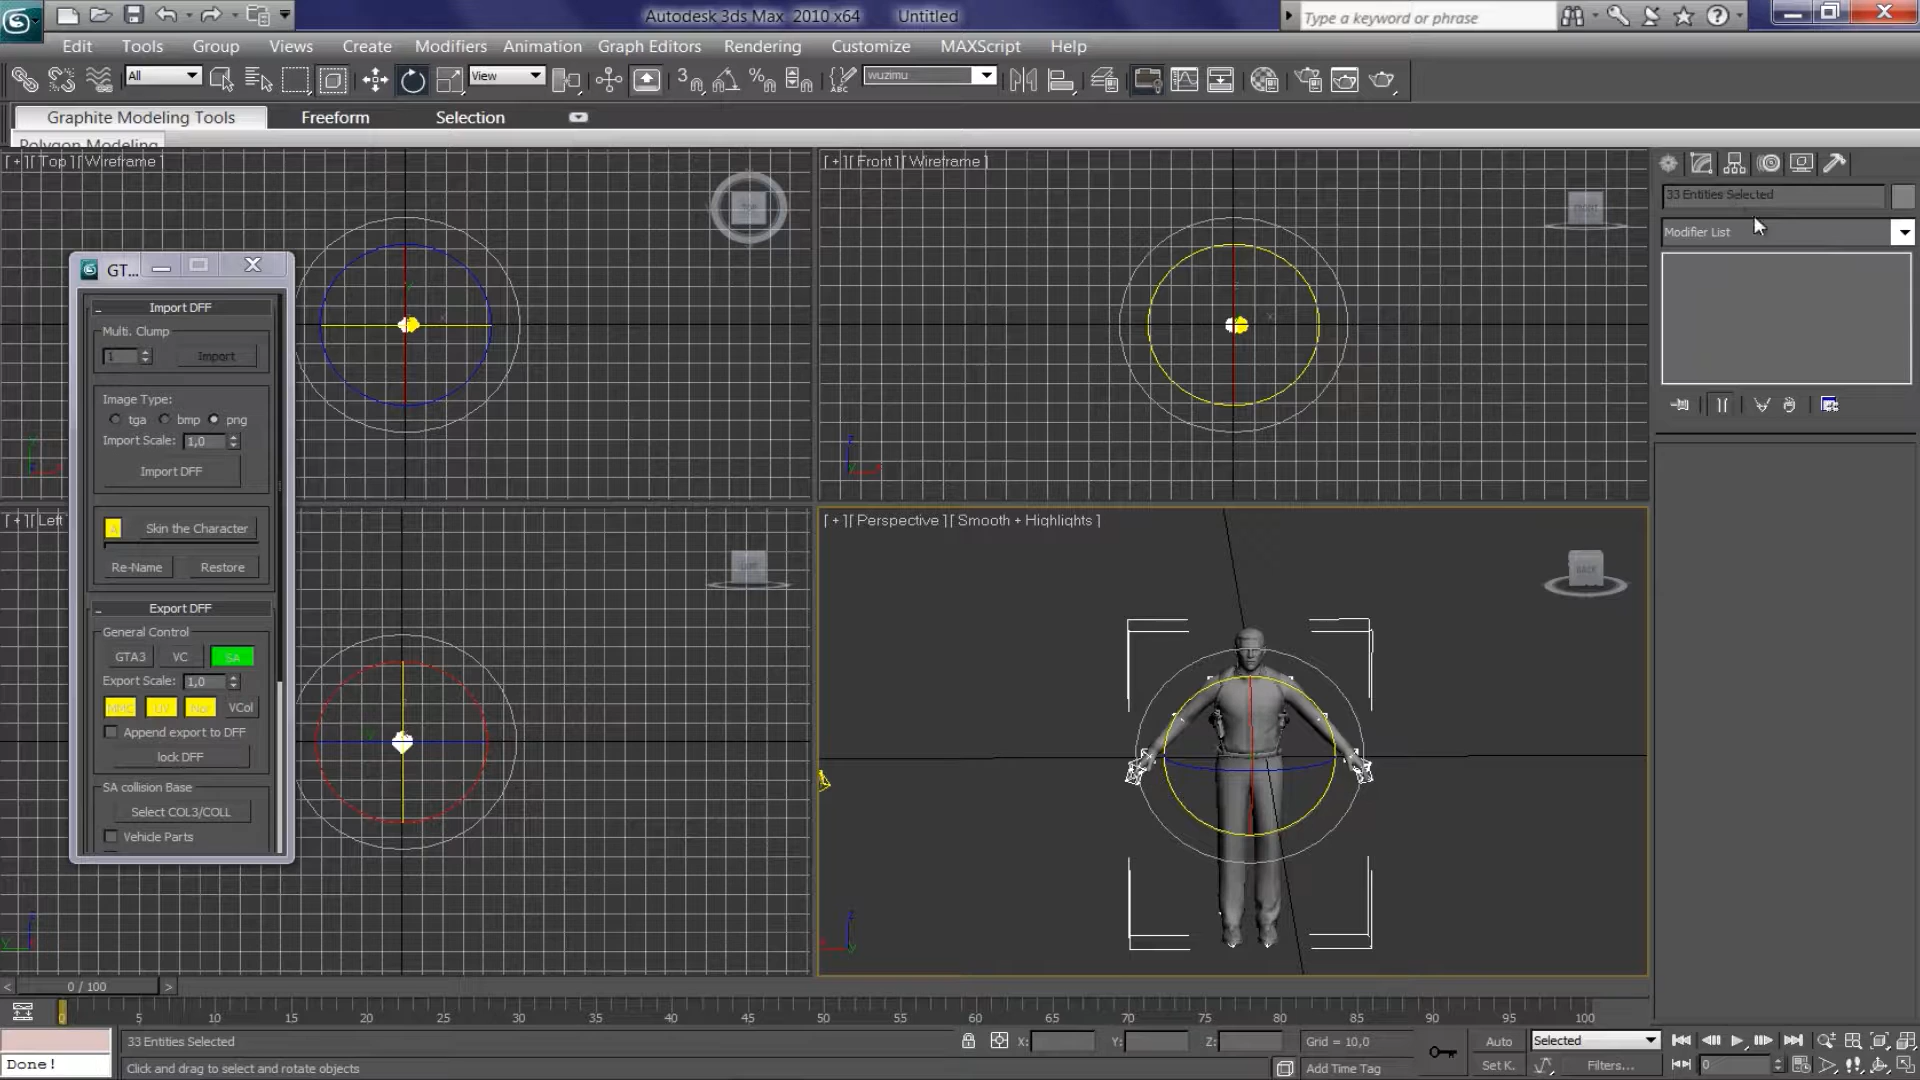 Autodesk 3ds Max 2010 x64 Untitled
Type a keyword or phrase
Edit Tools Group Views Create Modifiers Animation Graph Editors Rendering Customize MAXScript Help
All
View
wuzimu
Graphite Modeling Tools Freeform Selection
Polygon Modeling
[ + ][ Top ][ Wireframe ]
[ + ][ Front ][ Wireframe ]
33 Entities Selected
Modifier List
GT...
Import DFF
Multi. Clump
1 Import
Image Type:
tga bmp png
Import Scale: 1,0
Import DFF
Skin the Character
Re-Name Restore
Export DFF
General Control
GTA3 VC SA
Export Scale: 1,0
VCol
Append export to DFF
lock DFF
SA collision Base
Select COL3/COLL
Vehicle Parts
[ + ][ Left
[ + ][ Perspective ][ Smooth + Highlights ]
BACK
0 / 100
5 10 15 20 25 30 35 40 45 50 55 60 65 70 75 80 85 90 95 100
33 Entities Selected
X: Y: Z: Grid = 10,0
Auto Selected
Done!
Click and drag to select and rotate objects
Add Time Tag
Set K. Filters...
0